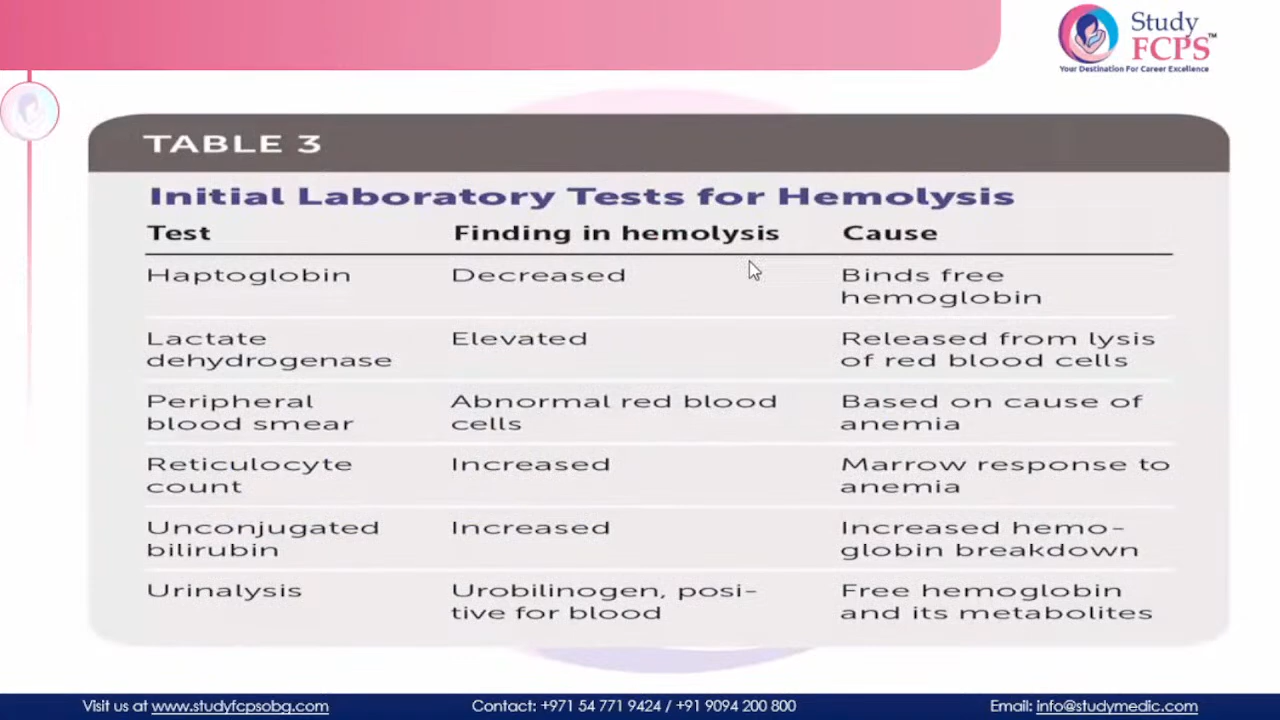 Study
FCPS™
Your Destination For Career Excellence
TABLE 3
Initial Laboratory Tests for Hemolysis
Test Finding in hemolysis Cause
Haptoglobin Decreased Binds free
hemoglobin
Lactate Elevated Released from lysis
dehydrogenase of red blood cells
Peripheral Abnormal red blood Based on cause of
blood smear cells anemia
Reticulocyte Increased Marrow response to
count anemia
Unconjugated Increased Increased hemo-
bilirubin globin breakdown
Urinalysis Urobilinogen, posi- Free hemoglobin
tive for blood and its metabolites
Visit us at www.studyfcpsobg.com Contact: +971 54 771 9424 / +91 9094 200 800 Email: info@studymedic.com